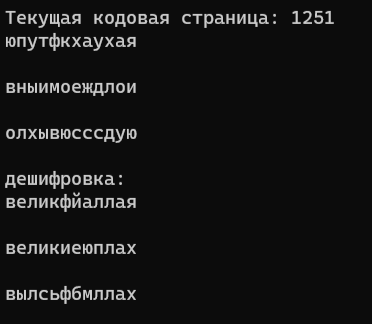 Текущая кодовая страница: 1251
юпутфкхаухая
вныимоеждлои
олхывюсссдую
дешифровка:
великфйаллая
великиеюплах
вылсьфбмллах